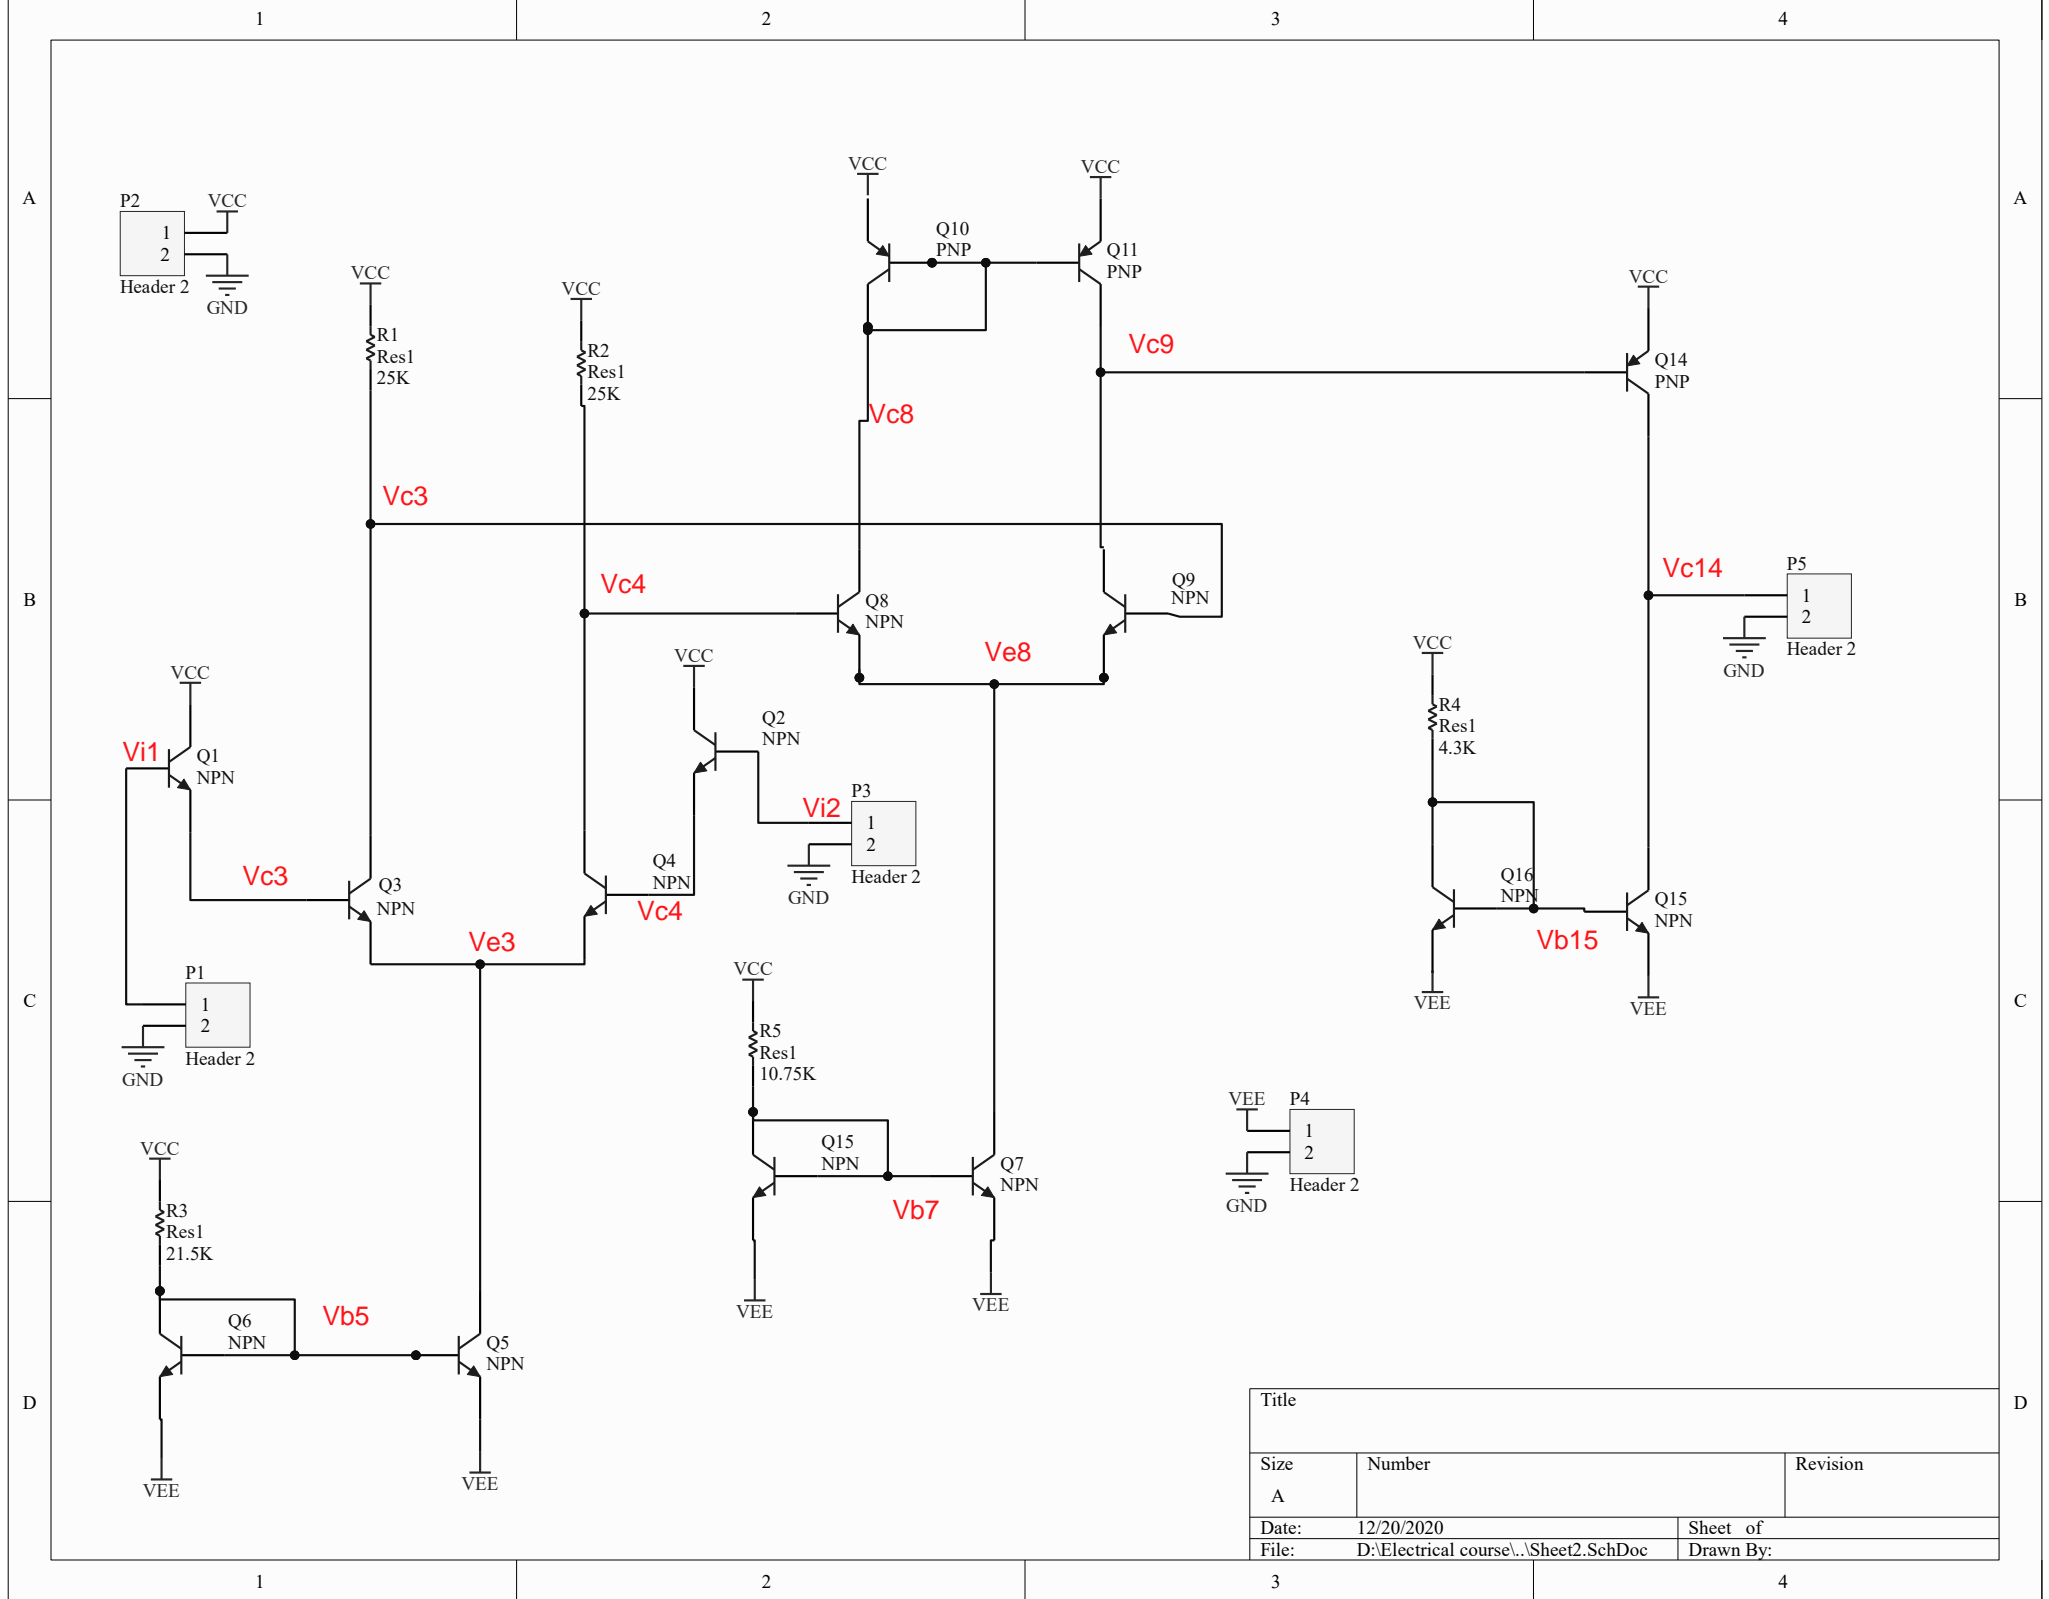 1 2 3 4
A A
B B
C C
D D
P2
VCC
1
2
Header 2
GND
VCC
R1
Res1
25K
VCC
R2
Res1
25K
VCC
Q10
PNP
VCC
Q11
PNP
Vc9
VCC
Q14
PNP
Vc8
Vc3
Vc4
Q8
NPN
Q9
NPN
Ve8
Vc14
P5
1
2
Header 2
GND
VCC
Vi1
Q1
NPN
VCC
Q2
NPN
Vi2
P3
1
2
Header 2
GND
VCC
R4
Res1
4.3K
Vc3
Q3
NPN
Q4
NPN
Vc4
Ve3
Q16
NPN
Q15
NPN
Vb15
VEE
VEE
P1
1
2
Header 2
GND
VCC
R5
Res1
10.75K
Q15
NPN
Q7
NPN
Vb7
VEE
VEE
VEE
P4
1
2
Header 2
GND
VCC
R3
Res1
21.5K
Q6
NPN
Vb5
Q5
NPN
VEE
VEE
Title
Size
A
Number
Revision
Date: 12/20/2020
Sheet of
File: D:\Electrical course\..\Sheet2.SchDoc
Drawn By:
1 2 3 4